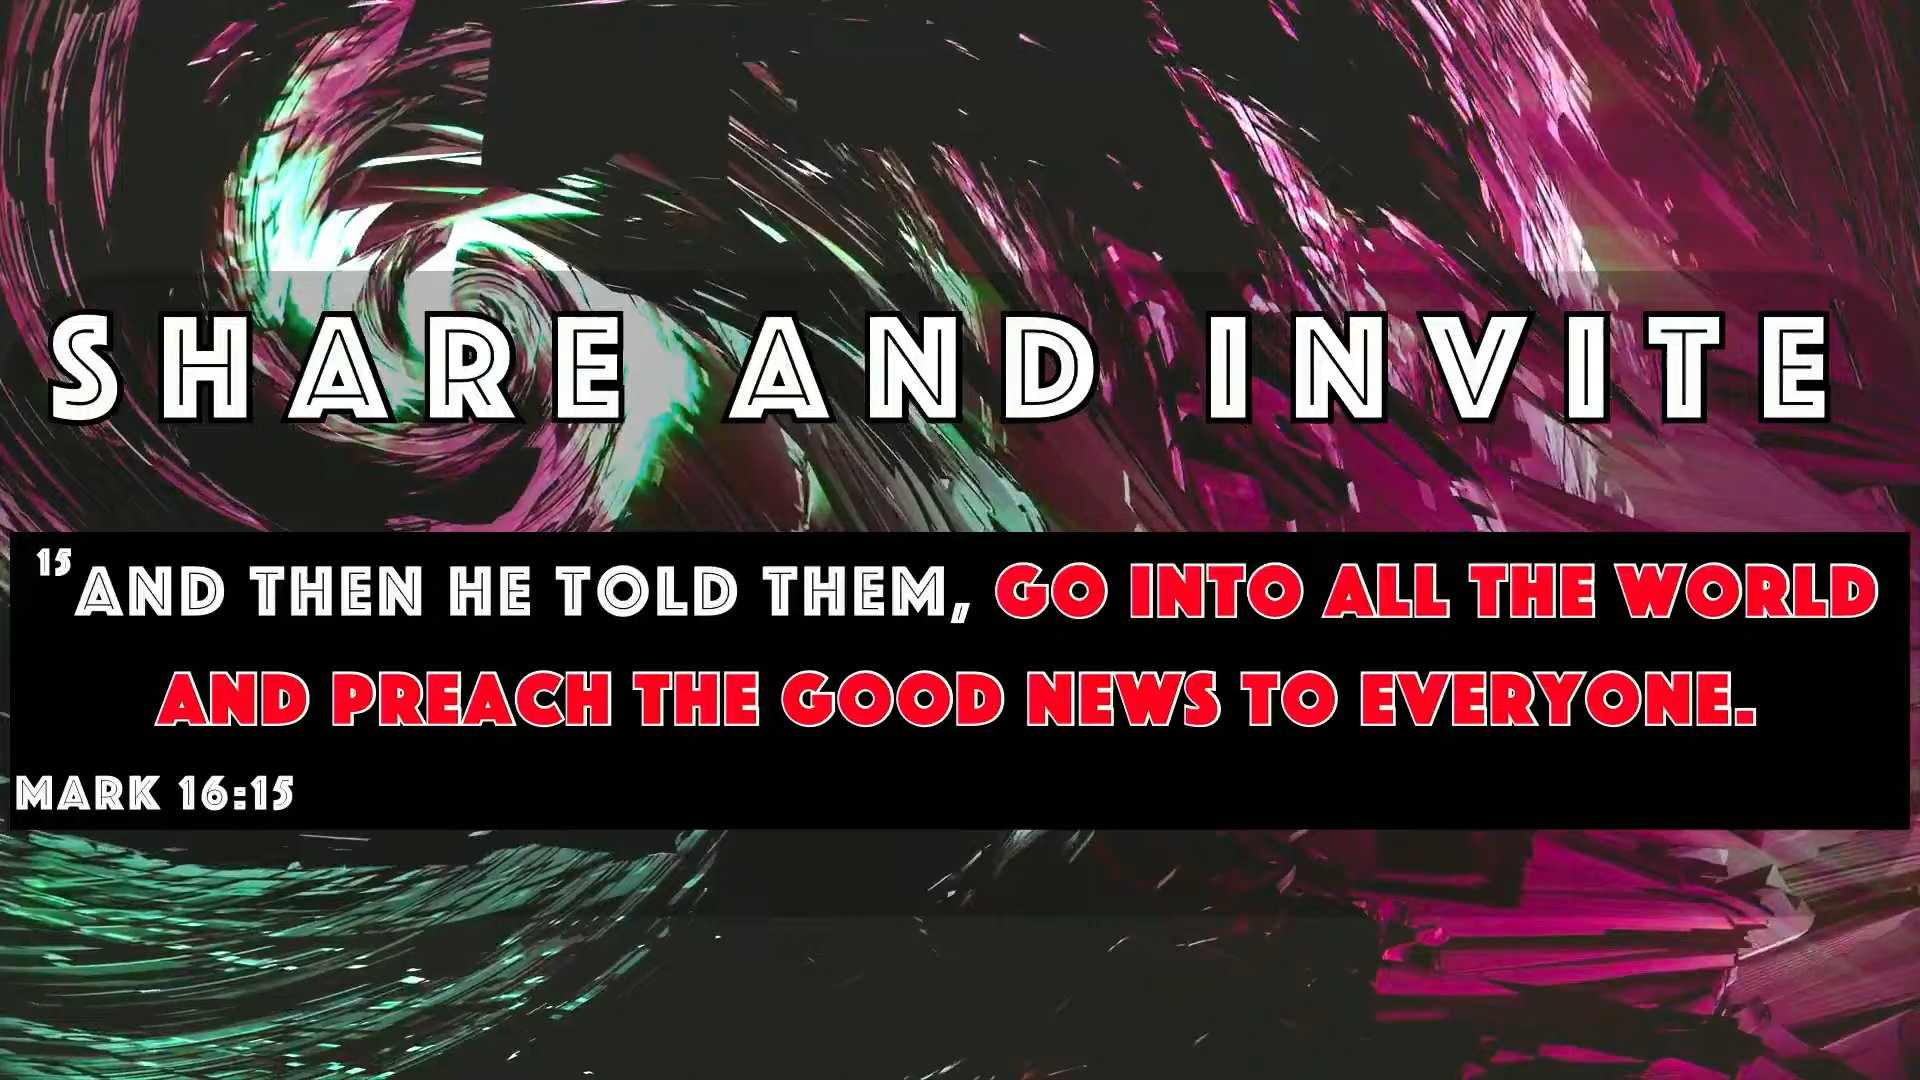 SHARE AND INVITE
15 AND THEN HE TOLD THEM, GO INTO ALL THE WORLD
AND PREACH THE GOOD NEWS TO EVERYONE.
MARK 16:15